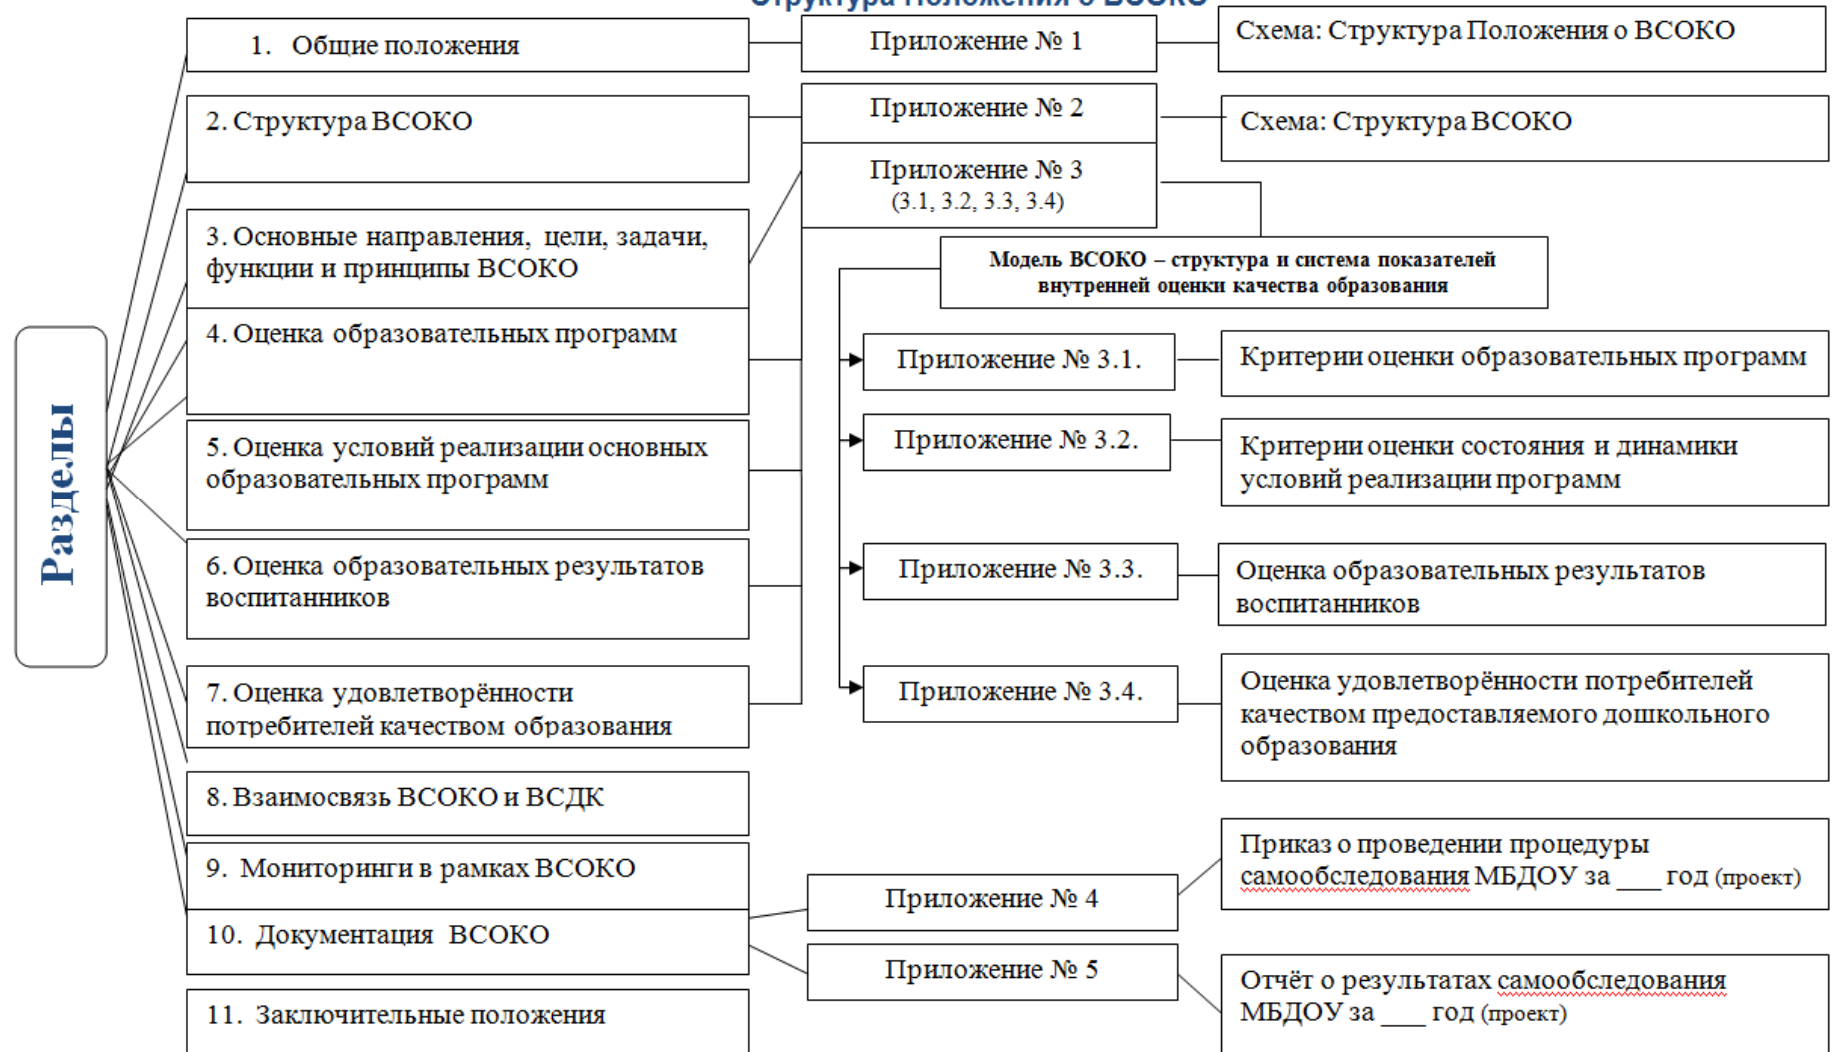 Структура Положения о ВСОКО
1. Общие положения
Приложение № 1
Схема: Структура Положения о ВСОКО
2. Структура ВСОКО
Приложение № 2
Схема: Структура ВСОКО
Приложение № 3
(3.1, 3.2, 3.3, 3.4)
3. Основные направления, цели, задачи,
функции и принципы ВСОКО
Модель ВСОКО – структура и система показателей
внутренней оценки качества образования
4. Оценка образовательных программ
Приложение № 3.1.
Критерии оценки образовательных программ
Разделы
5. Оценка условий реализации основных
образовательных программ
Приложение № 3.2.
Критерии оценки состояния и динамики
условий реализации программ
6. Оценка образовательных результатов
воспитанников
Приложение № 3.3.
Оценка образовательных результатов
воспитанников
7. Оценка удовлетворённости
потребителей качеством образования
Приложение № 3.4.
Оценка удовлетворённости потребителей
качеством предоставляемого дошкольного
образования
8. Взаимосвязь ВСОКО и ВСДК
9. Мониторинги в рамках ВСОКО
Приложение № 4
Приказ о проведении процедуры
самообследования МБДОУ за ___ год (проект)
10. Документация ВСОКО
Приложение № 5
Отчёт о результатах самообследования
МБДОУ за ___ год (проект)
11. Заключительные положения